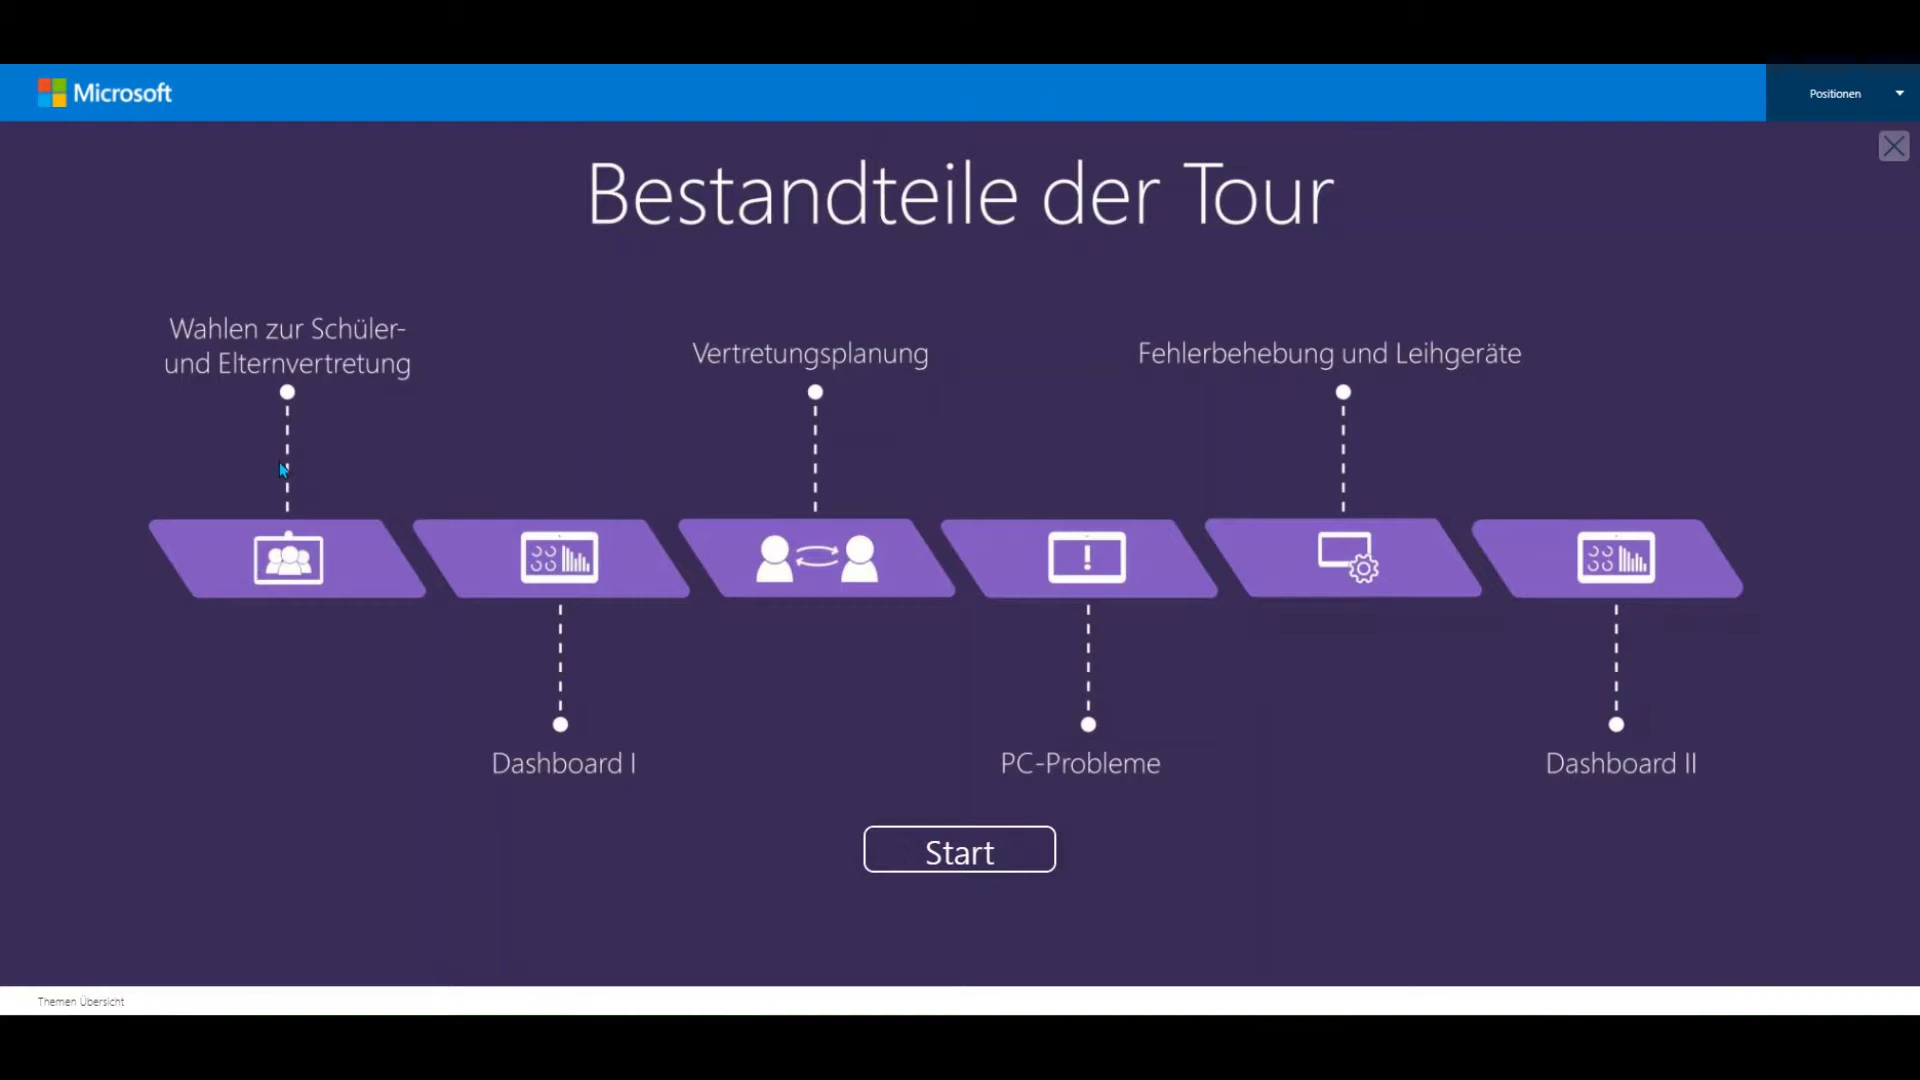 Microsoft
Positionen
Bestandteile der Tour
Wahlen zur Schüler-
und Elternvertretung
Vertretungsplanung
Fehlerbehebung und Leihgeräte
!
Dashboard I
PC-Probleme
Dashboard II
Start
Themen Übersicht